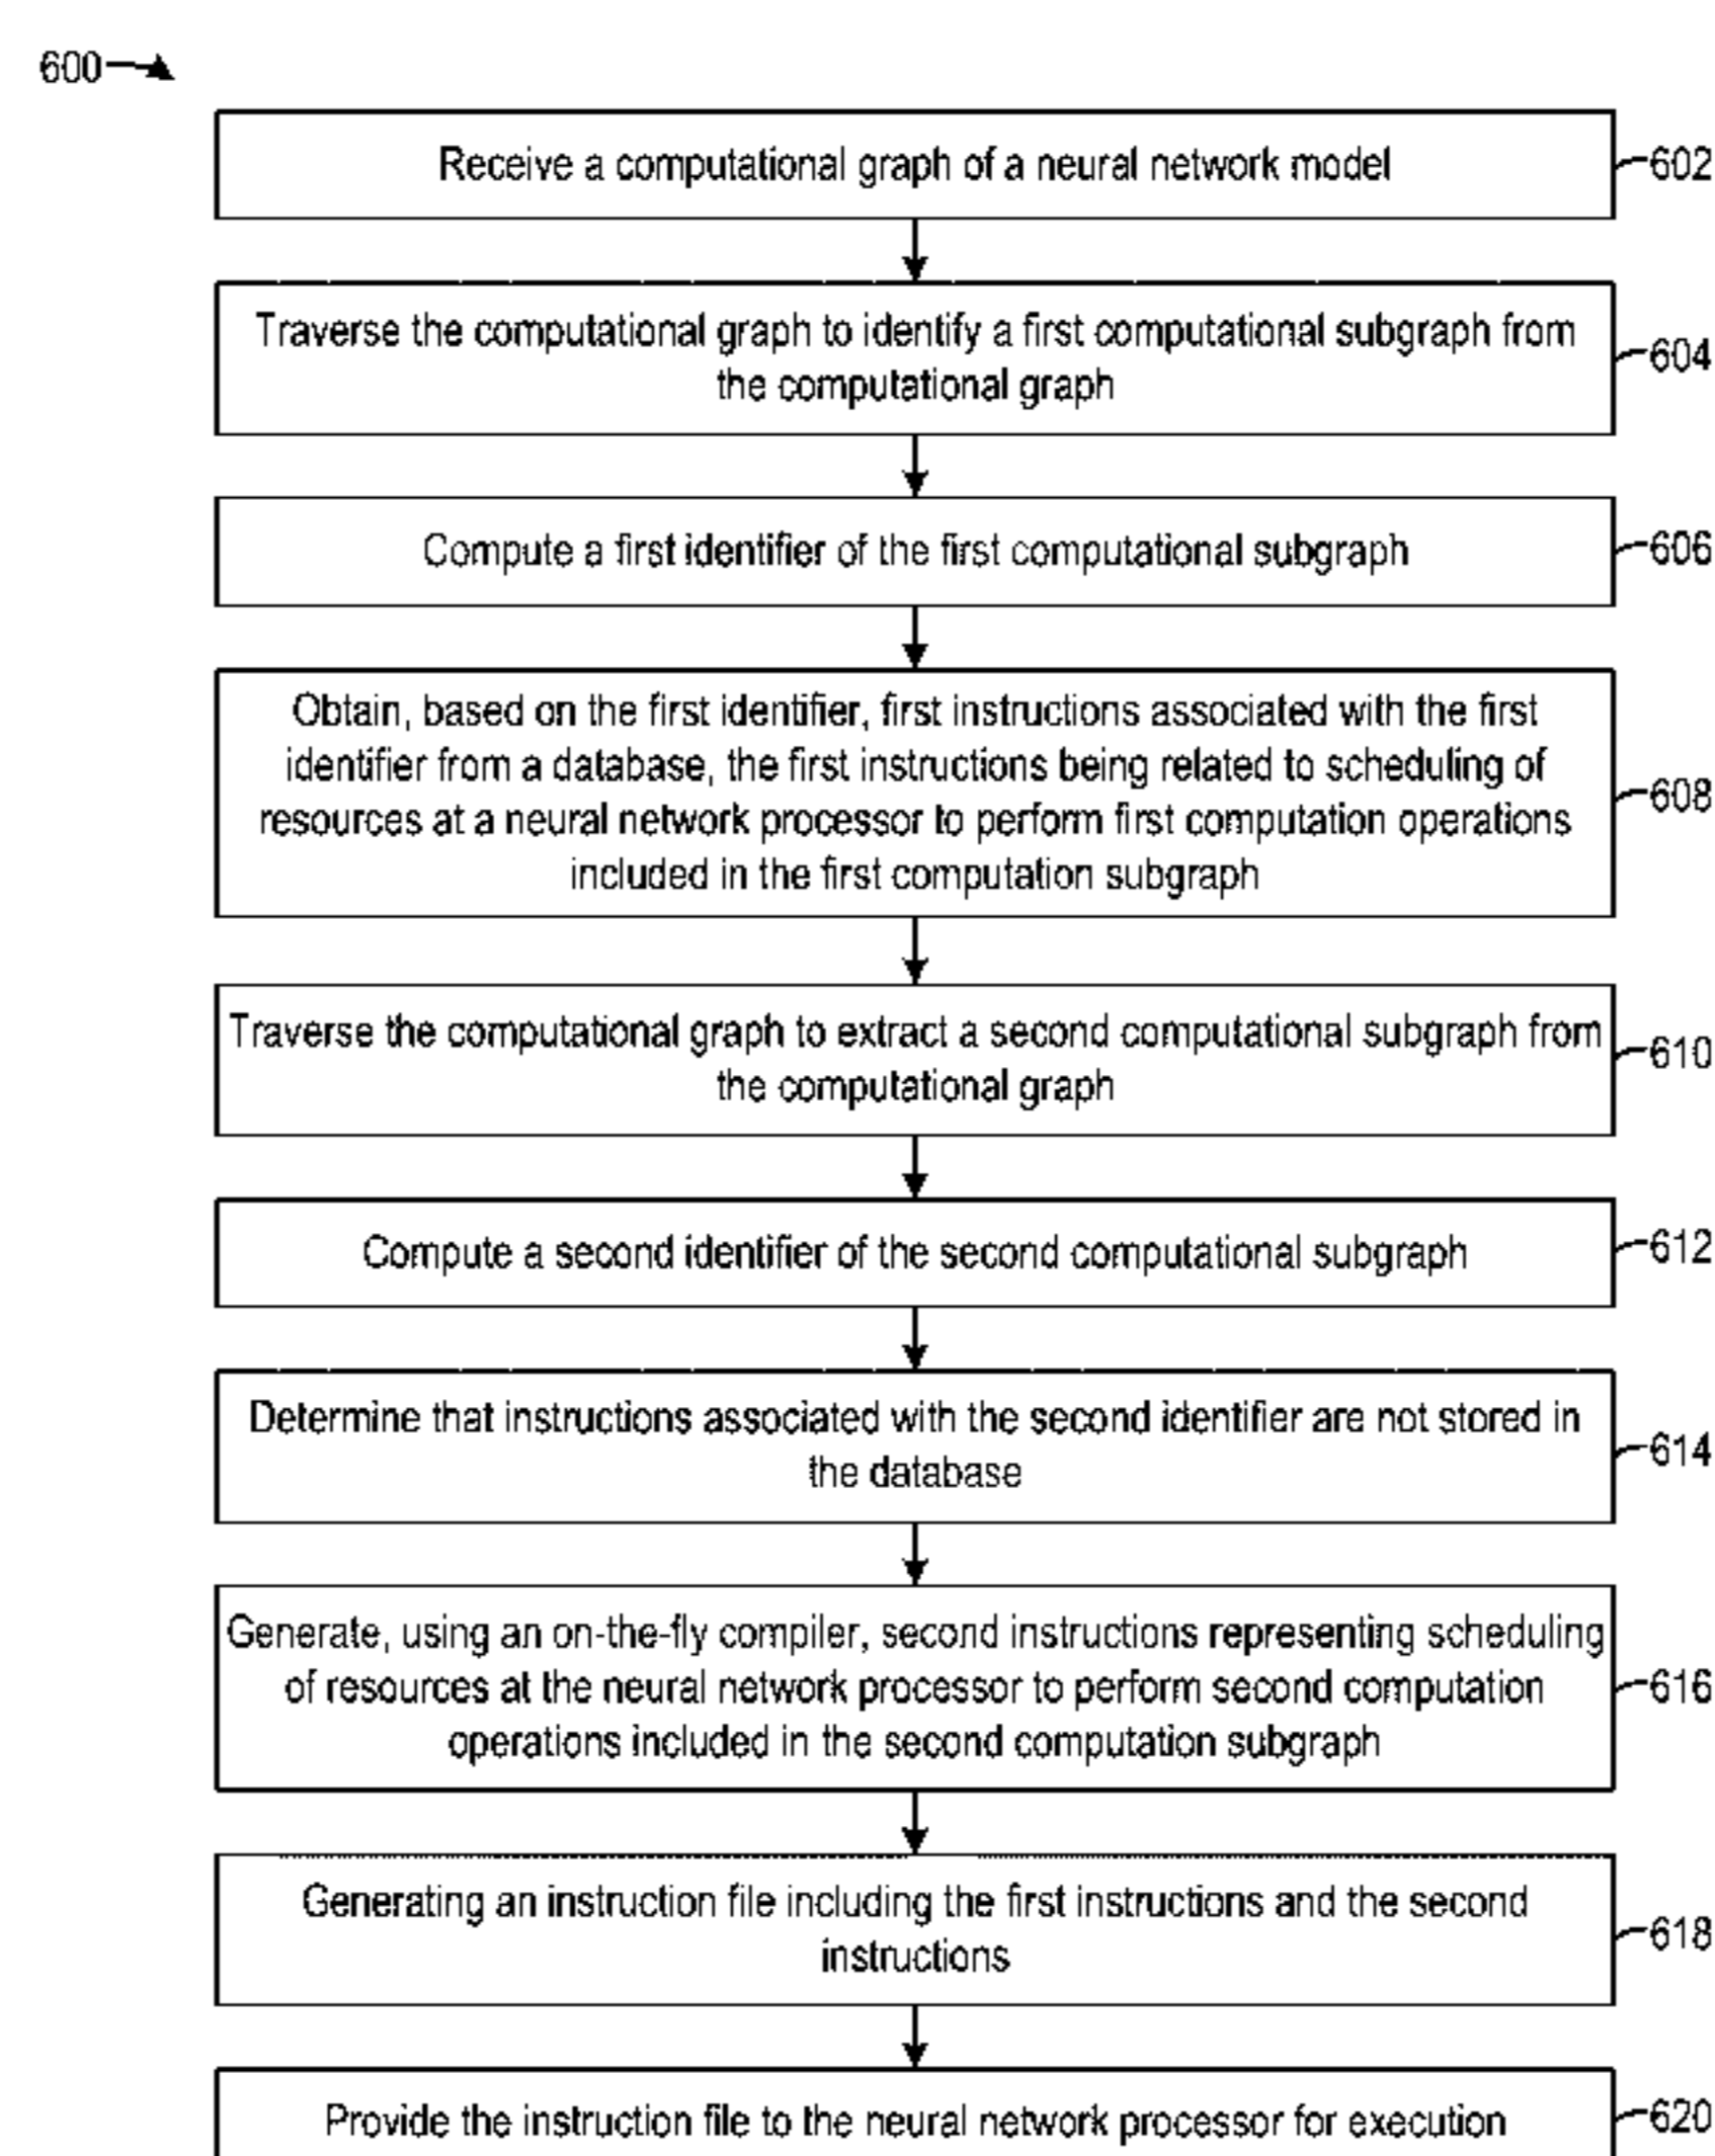 600
Receive a computational graph of a neural network model
602
Traverse the computational graph to identify a first computational subgraph from
the computational graph
604
Compute a first identifier of the first computational subgraph
606
Obtain, based on the first identifier, first instructions associated with the first
identifier from a database, the first instructions being related to scheduling of
resources at a neural network processor to perform first computation operations
included in the first computation subgraph
608
Traverse the computational graph to extract a second computational subgraph from
the computational graph
610
Compute a second identifier of the second computational subgraph
612
Determine that instructions associated with the second identifier are not stored in
the database
614
Generate, using an on-the-fly compiler, second instructions representing scheduling
of resources at the neural network processor to perform second computation
operations included in the second computation subgraph
616
Generating an instruction file including the first instructions and the second
instructions
618
Provide the instruction file to the neural network processor for execution
620